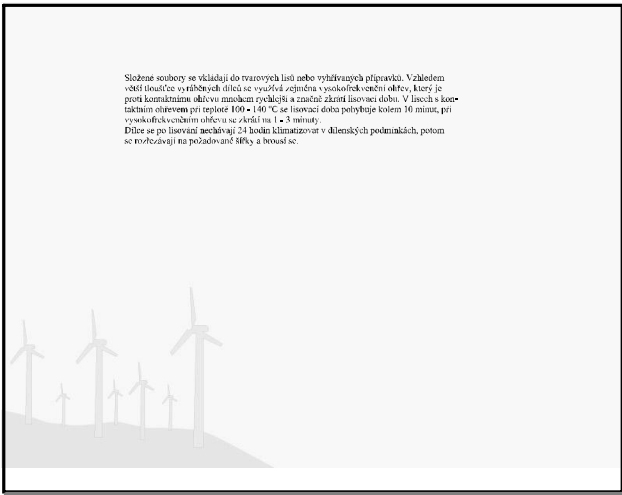 Složené soubory se vkládají do tvarových lisů nebo vyhřívaných přípravků. Vzhledem
větší tloušťce vyráběných dílců se využívá zejména vysokofrekvenční ohřev, který je
proti kontaktnímu ohřevu mnohem rychlejší a značně zkrátí lisovací dobu. V lisech s kon-
taktním ohřevem při teplotě 100 - 140 °C se lisovací doba pohybuje kolem 10 minut, při
vysokofrekvenčním ohřevu se zkrátí na 1 - 3 minuty.
Dílce se po lisování nechávají 24 hodin klimatizovat v dílenských podmínkách, potom
se rozřezávají na požadované šířky a brousí se.